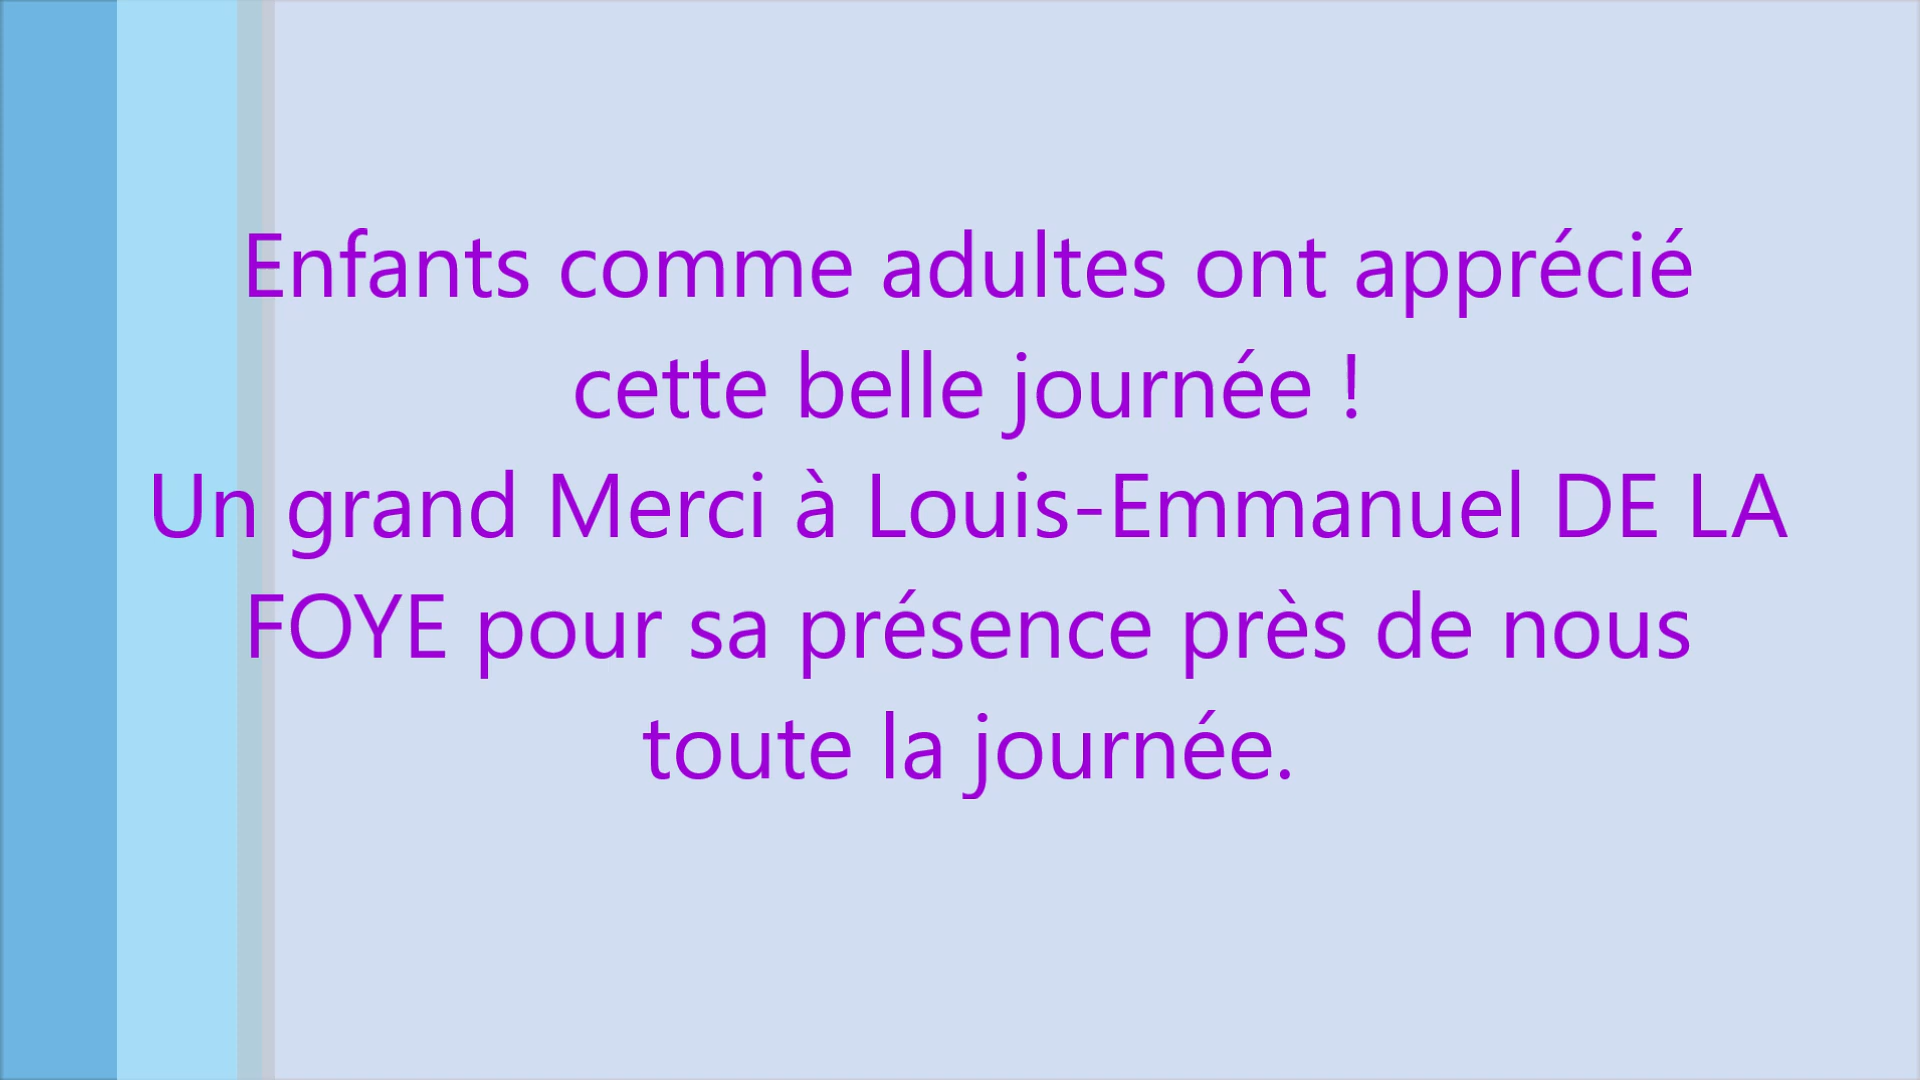 Enfants comme adultes ont apprécié
cette belle journée !
Un grand Merci à Louis-Emmanuel DE LA
FOYE pour sa présence près de nous
toute la journée.